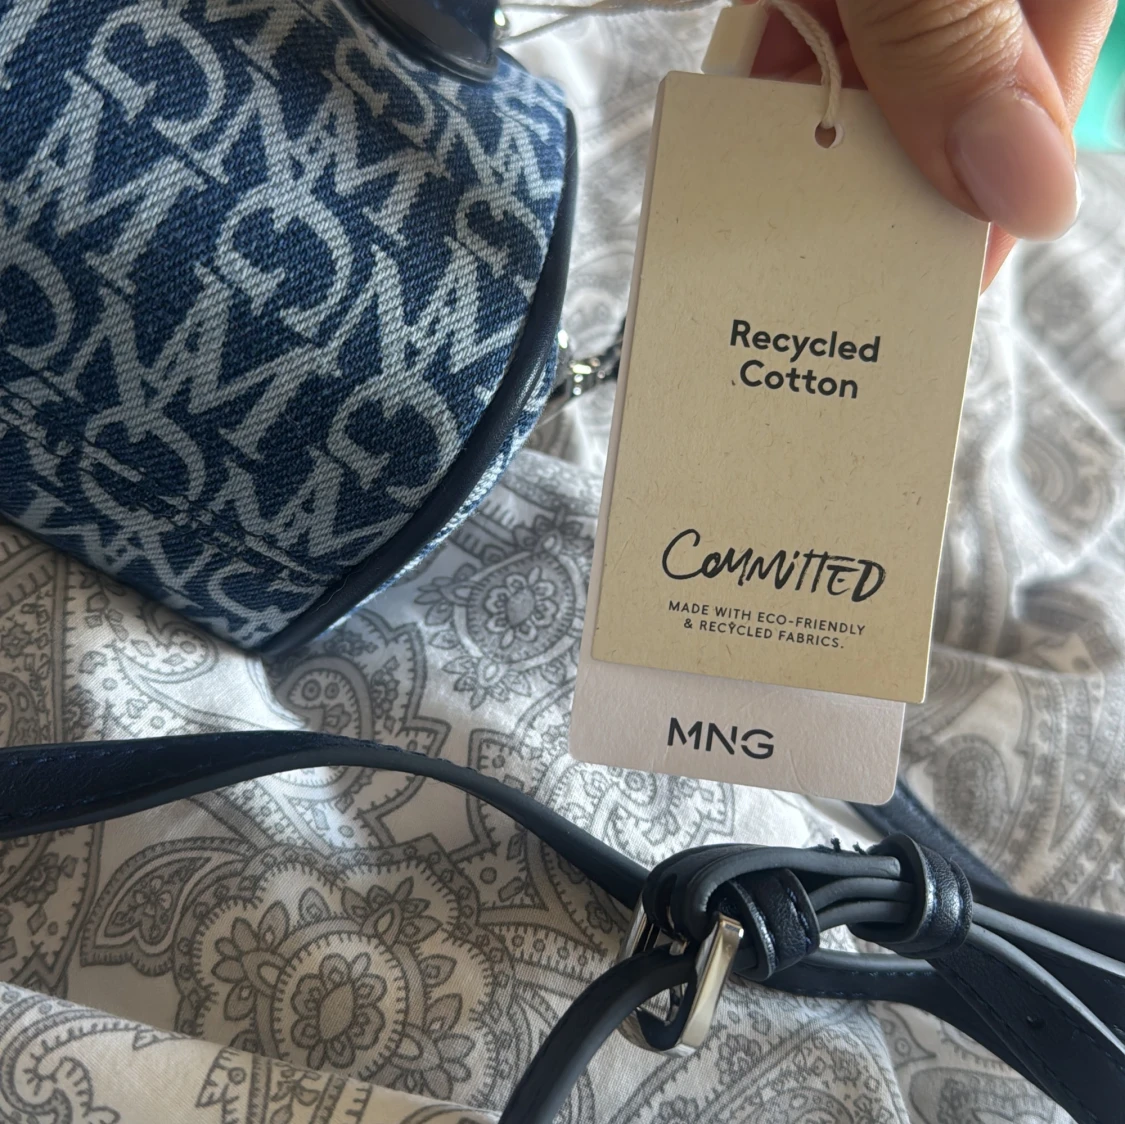 Recycled
Cotton
COMMITTED
MADE WITH ECO-FRIENDLY
& RECYCLED FABRICS.
MNG